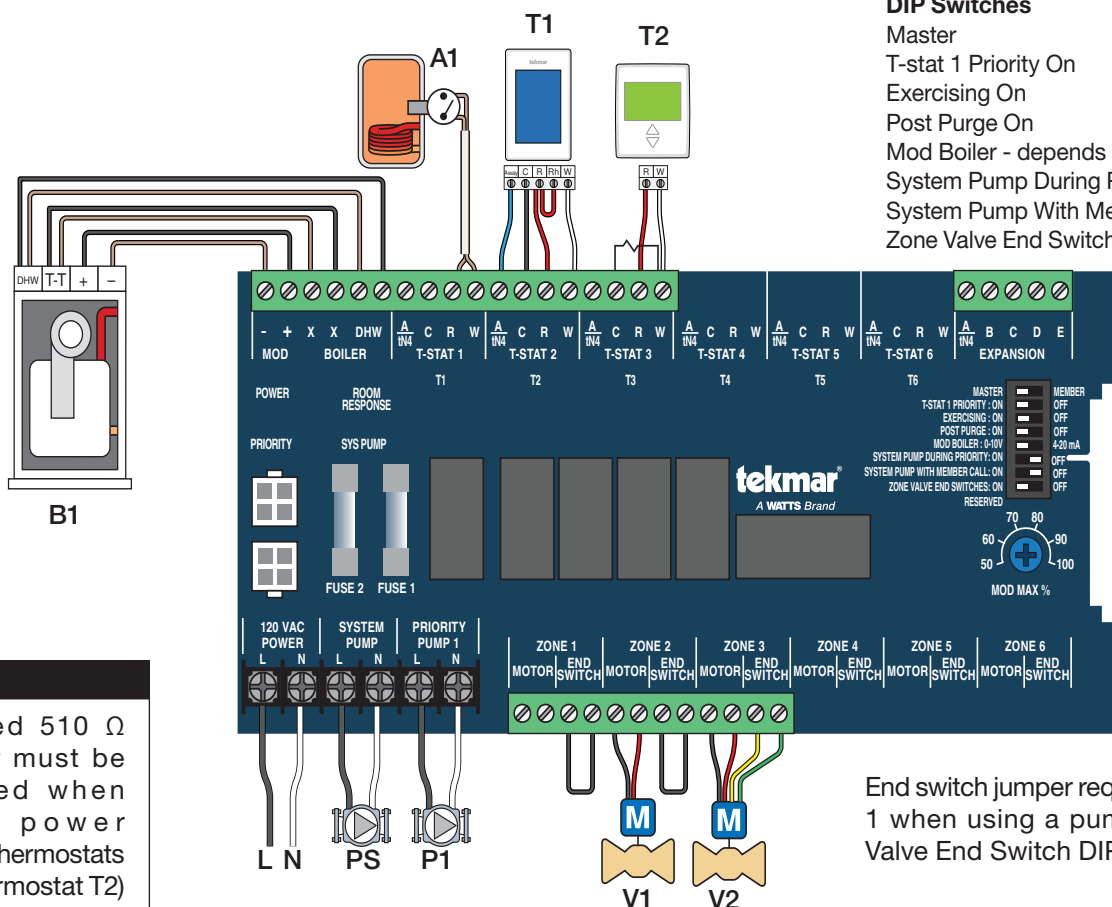 DIP Switches
Master
T-stat 1 Priority On
Exercising On
Post Purge On
Mod Boiler - depends
System Pump During
System Pump With
Zone Valve End Switch
A1
T1
T2
tekmar
Away C R Rh W
R W
DHW T-T + −
B1
- + X X DHW
MOD BOILER
A/tN4 C R W
T-STAT 1
A/tN4 C R W
T-STAT 2
A/tN4 C R W
T-STAT 3
A/tN4 C R W
T-STAT 4
A/tN4 C R W
T-STAT 5
A/tN4 C R W
T-STAT 6
A/tN4 B C D E
EXPANSION
T1 T2 T3 T4 T5 T6
POWER
ROOM RESPONSE
PRIORITY
SYS PUMP
FUSE 2 FUSE 1
tekmar®
A WATTS Brand
MASTER MEMBER
T-STAT 1 PRIORITY : ON OFF
EXERCISING : ON OFF
POST PURGE : ON OFF
MOD BOILER : 0-10V 4-20 mA
SYSTEM PUMP DURING PRIORITY: ON OFF
SYSTEM PUMP WITH MEMBER CALL: ON OFF
ZONE VALVE END SWITCHES: ON OFF
RESERVED
50 60 70 80 90 100
MOD MAX %
120 VAC POWER
L N
SYSTEM PUMP
L N
PRIORITY PUMP 1
L N
ZONE 1
MOTOR END SWITCH
ZONE 2
MOTOR END SWITCH
ZONE 3
MOTOR END SWITCH
ZONE 4
MOTOR END SWITCH
ZONE 5
MOTOR END SWITCH
ZONE 6
MOTOR END SWITCH
L N PS P1
M M
V1 V2
510 Ω
must be
when
power
thermostats
T2)
End switch jumper
1 when using a
Valve End Switch